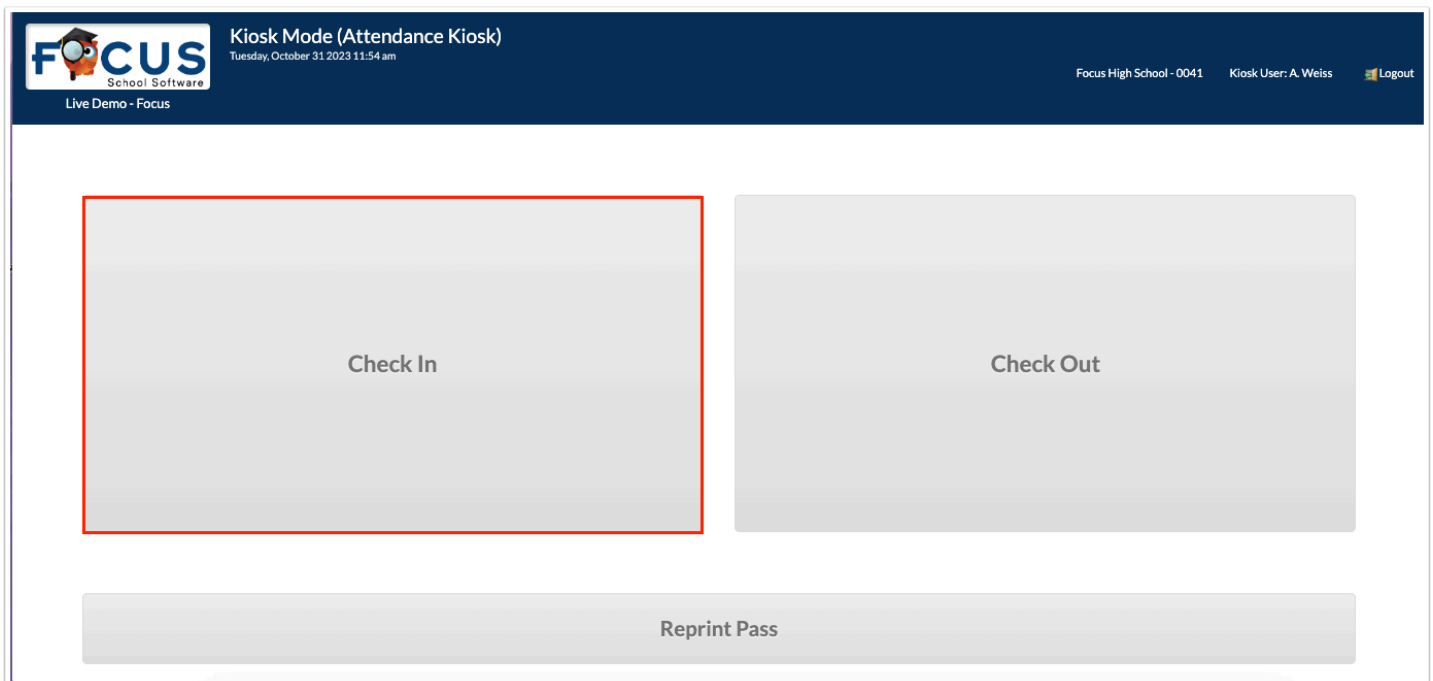 FOCUS
School Software
Live Demo - Focus
Kiosk Mode (Attendance Kiosk)
Tuesday, October 31 2023 11:54 am
Focus High School - 0041
Kiosk User: A. Weiss
Logout
Check In
Check Out
Reprint Pass